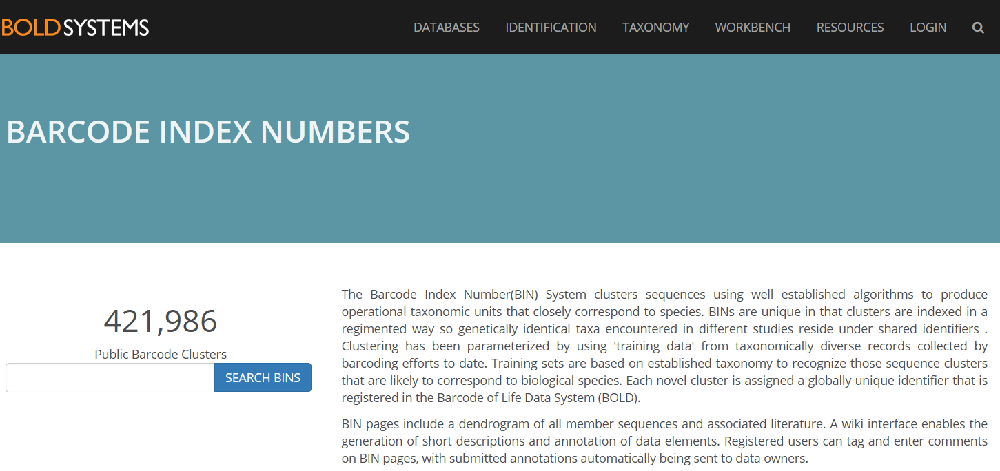 BOLDSYSTEMS
DATABASES IDENTIFICATION TAXONOMY WORKBENCH RESOURCES LOGIN
BARCODE INDEX NUMBERS
421,986
Public Barcode Clusters
SEARCH BINS
The Barcode Index Number(BIN) System clusters sequences using well established algorithms to produce
operational taxonomic units that closely correspond to species. BINs are unique in that clusters are indexed in a
regimented way so genetically identical taxa encountered in different studies reside under shared identifiers .
Clustering has been parameterized by using 'training data' from taxonomically diverse records collected by
barcoding efforts to date. Training sets are based on established taxonomy to recognize those sequence clusters
that are likely to correspond to biological species. Each novel cluster is assigned a globally unique identifier that is
registered in the Barcode of Life Data System (BOLD).
BIN pages include a dendrogram of all member sequences and associated literature. A wiki interface enables the
generation of short descriptions and annotation of data elements. Registered users can tag and enter comments
on BIN pages, with submitted annotations automatically being sent to data owners.